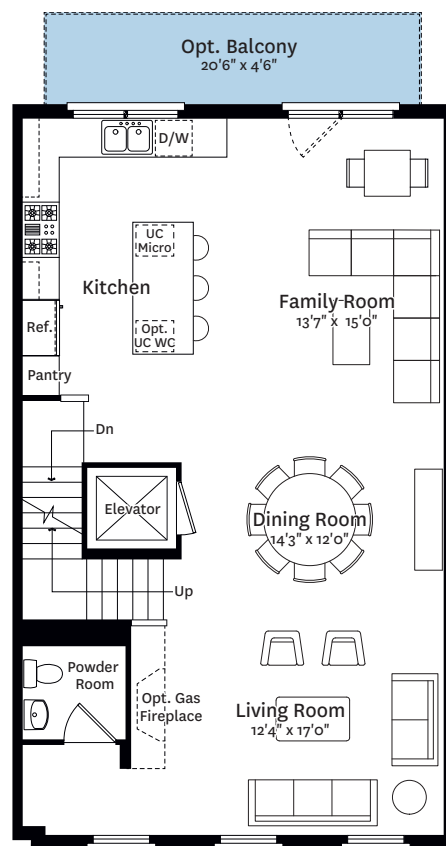 Opt. Balcony
20'6" x 4'6"
D/W
UC
Micro
Kitchen
Family Room
13'7" x 15'0"
Ref.
Opt.
UC WC
Pantry
Dn
Elevator
Dining Room
14'3" x 12'0"
Up
Powder
Room
Opt. Gas
Fireplace
Living Room
12'4" x 17'0"